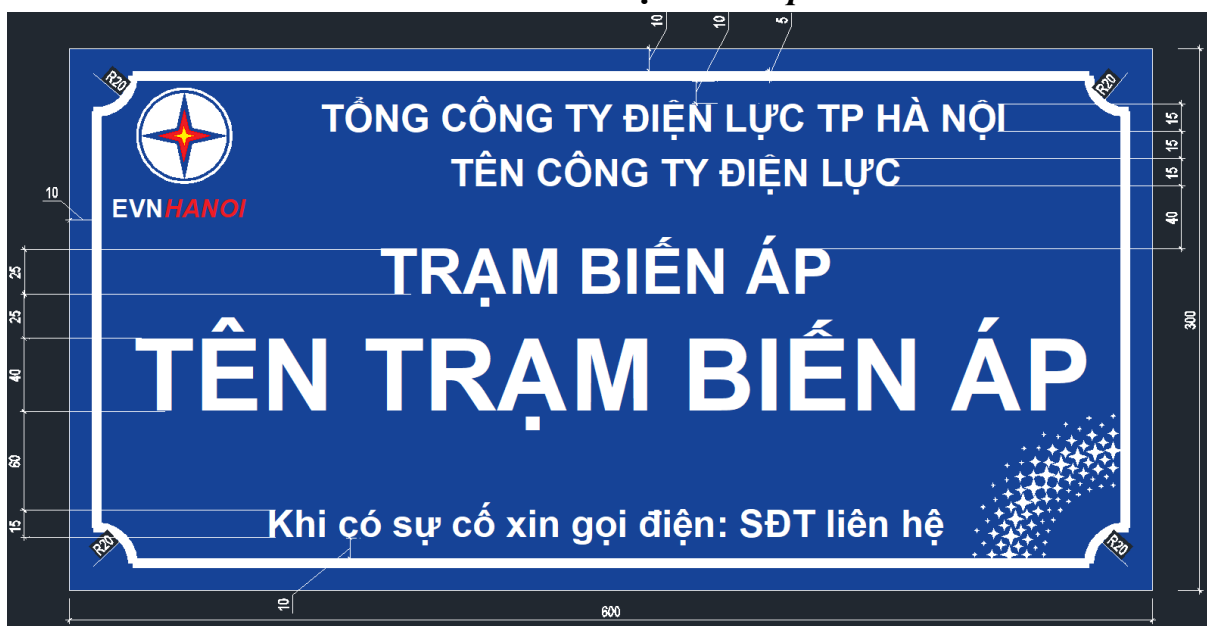 10 10 5
R20 R20
TỔNG CÔNG TY ĐIỆN LỰC TP HÀ NỘI
15
15
TÊN CÔNG TY ĐIỆN LỰC
15
10
EVNHANOI
40
TRẠM BIẾN ÁP
25
25
300
TÊN TRẠM BIẾN ÁP
40
60
Khi có sự cố xin gọi điện: SĐT liên hệ
15
R20 R20
10
600